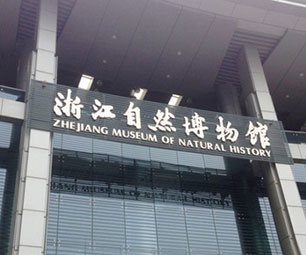 浙江自然博物馆
ZHEJIANG MUSEUM OF NATURAL HISTORY